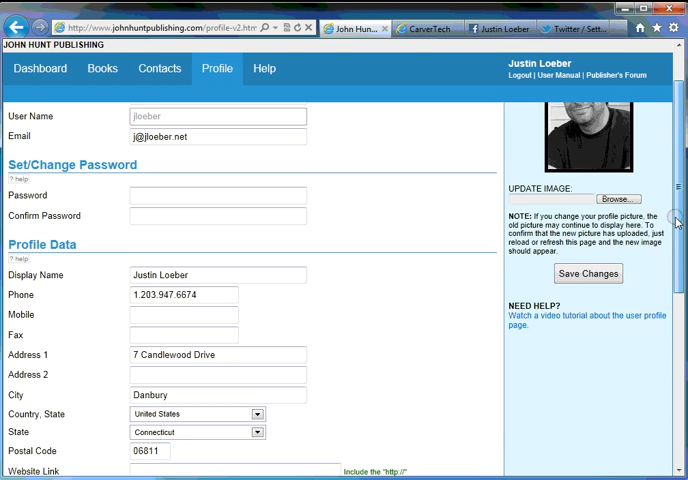 http://www.johnhuntpublishing.com/profile-v2.htm
John Hunt...
CarverTech
Justin Loeber
Twitter / Sett...
JOHN HUNT PUBLISHING
Dashboard Books Contacts Profile Help
Justin Loeber
Logout | User Manual | Publisher's Forum
User Name jloeber
Email j@jloeber.net
Set/Change Password
? help
Password
Confirm Password
Profile Data
? help
Display Name Justin Loeber
Phone 1.203.947.6674
Mobile
Fax
Address 1 7 Candlewood Drive
Address 2
City Danbury
Country, State United States
State Connecticut
Postal Code 06811
Website Link Include the "http://"
UPDATE IMAGE:
Browse...
NOTE: If you change your profile picture, the
old picture may continue to display here. To
confirm that the new picture has uploaded, just
reload or refresh this page and the new image
should appear.
Save Changes
NEED HELP?
Watch a video tutorial about the user profile
page.